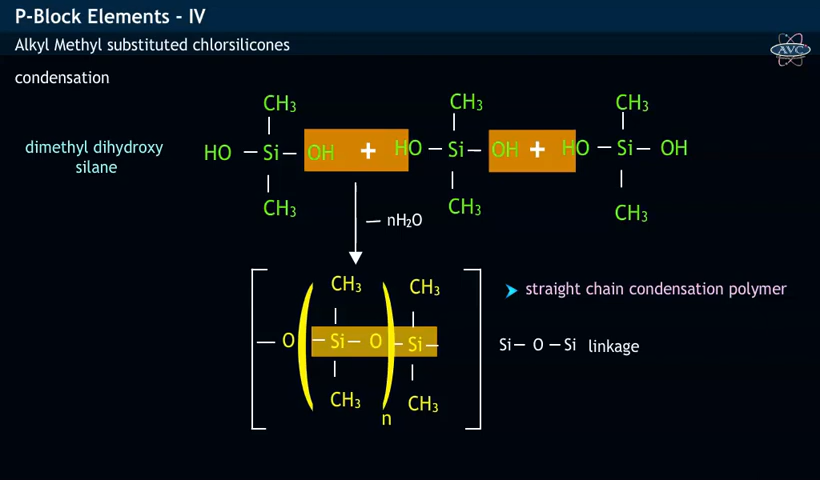 P-Block Elements - IV
Alkyl Methyl substituted chlorsilicones
AVC
condensation
CH3 CH3 CH3
dimethyl dihydroxy
silane
HO — Si — OH + HO — Si — OH + HO — Si — OH
CH3 CH3 CH3
— nH2O
CH3 CH3
straight chain condensation polymer
— O ( — Si — O ) — Si —
Si — O — Si linkage
CH3 CH3
n